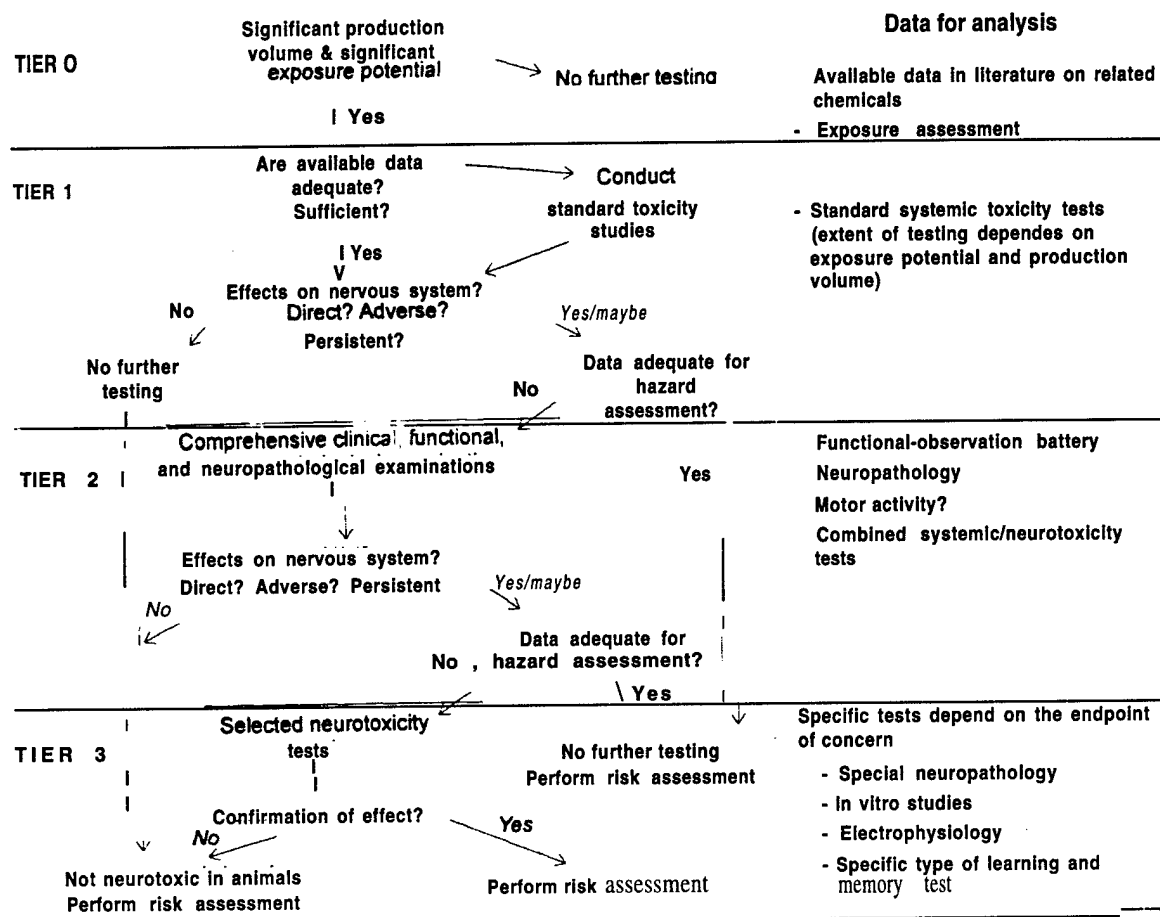 Data for analysis
TIER 0
Significant production
volume & significant
exposure potential
No further testing
Yes
Available data in literature on related
chemicals
- Exposure assessment
TIER 1
Are available data
adequate?
Sufficient?
Conduct
standard toxicity
studies
Yes
- Standard systemic toxicity tests
(extent of testing dependes on
exposure potential and production
volume)
Effects on nervous system?
Direct? Adverse?
Persistent?
No
Yes/maybe
No further
testing
Data adequate for
hazard
assessment?
No
TIER 2
Comprehensive clinical, functional,
and neuropathological examinations
Yes
Functional-observation battery
Neuropathology
Motor activity?
Combined systemic/neurotoxicity
tests
Effects on nervous system?
Direct? Adverse? Persistent
Yes/maybe
No
Data adequate for
No , hazard assessment?
Yes
TIER 3
Selected neurotoxicity
tests
No further testing
Perform risk assessment
Specific tests depend on the endpoint
of concern
- Special neuropathology
- In vitro studies
- Electrophysiology
- Specific type of learning and
memory test
Confirmation of effect?
No
Yes
Not neurotoxic in animals
Perform risk assessment
Perform risk assessment